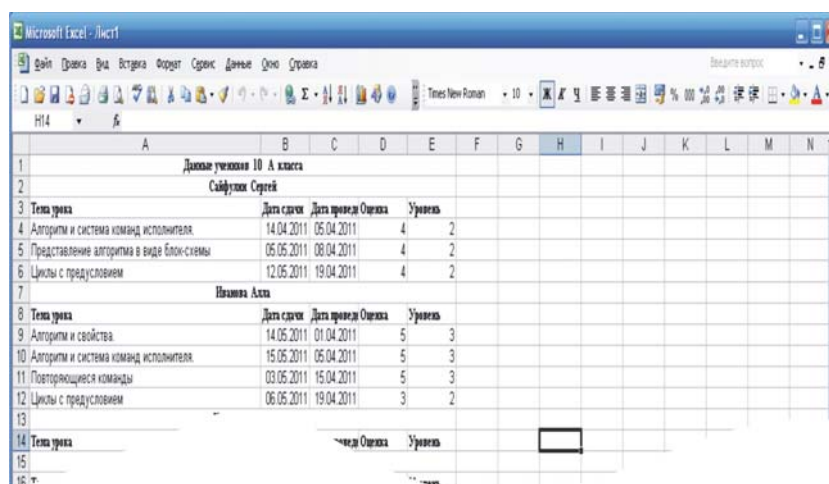 Microsoft Excel - Лист1
Файл Правка Вид Вставка Формат Сервис Данные Окно Справка Введите вопрос
Times New Roman 10 Ж К Ч % 000
H14 fx
A B C D E F G H I J K L M N
1 Данные учеников 10 А класса
2 Сайфулин Сергей
3 Тема урока Дата сдачи Дата проведе Оценка Уровень
4 Алгоритм и система команд исполнителя. 14.04.2011 05.04.2011 4 2
5 Представление алгоритма в виде блок-схемы 05.05.2011 08.04.2011 4 2
6 Циклы с предусловием 12.05.2011 19.04.2011 4 2
7 Иванова Алла
8 Тема урока Дата сдачи Дата проведе Оценка Уровень
9 Алгоритм и свойства. 14.05.2011 01.04.2011 5 3
10 Алгоритм и система команд исполнителя. 15.05.2011 05.04.2011 5 3
11 Повторяющиеся команды 03.05.2011 15.04.2011 5 3
12 Циклы с предусловием 06.05.2011 19.04.2011 3 2
13
14 Тема урока Оценка Уровень
15
16